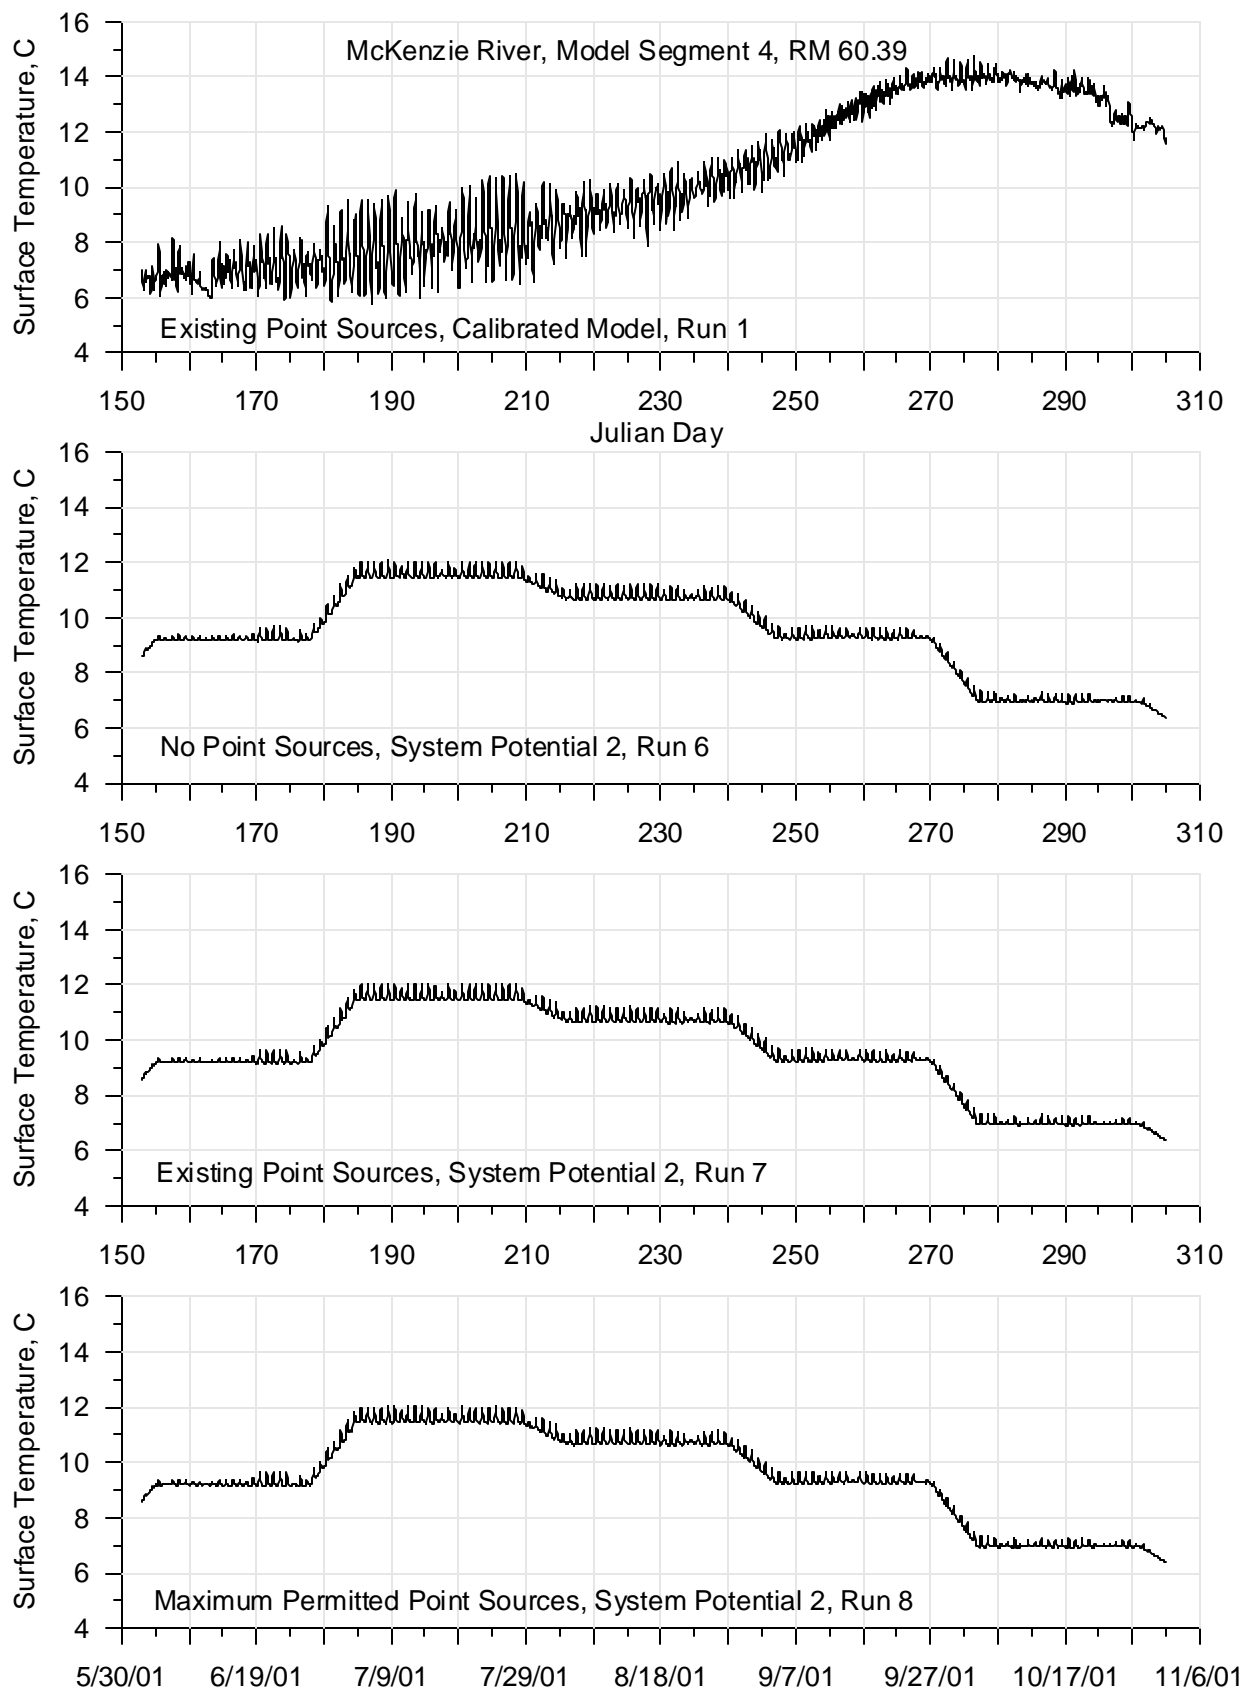 McKenzie River, Model Segment 4, RM 60.39
Surface Temperature, C
16
14
12
10
8
6
4
Existing Point Sources, Calibrated Model, Run 1
150 170 190 210 230 250 270 290 310
Julian Day
Surface Temperature, C
16
14
12
10
8
6
4
No Point Sources, System Potential 2, Run 6
150 170 190 210 230 250 270 290 310
Surface Temperature, C
16
14
12
10
8
6
4
Existing Point Sources, System Potential 2, Run 7
150 170 190 210 230 250 270 290 310
Surface Temperature, C
16
14
12
10
8
6
4
Maximum Permitted Point Sources, System Potential 2, Run 8
5/30/01 6/19/01 7/9/01 7/29/01 8/18/01 9/7/01 9/27/01 10/17/01 11/6/01